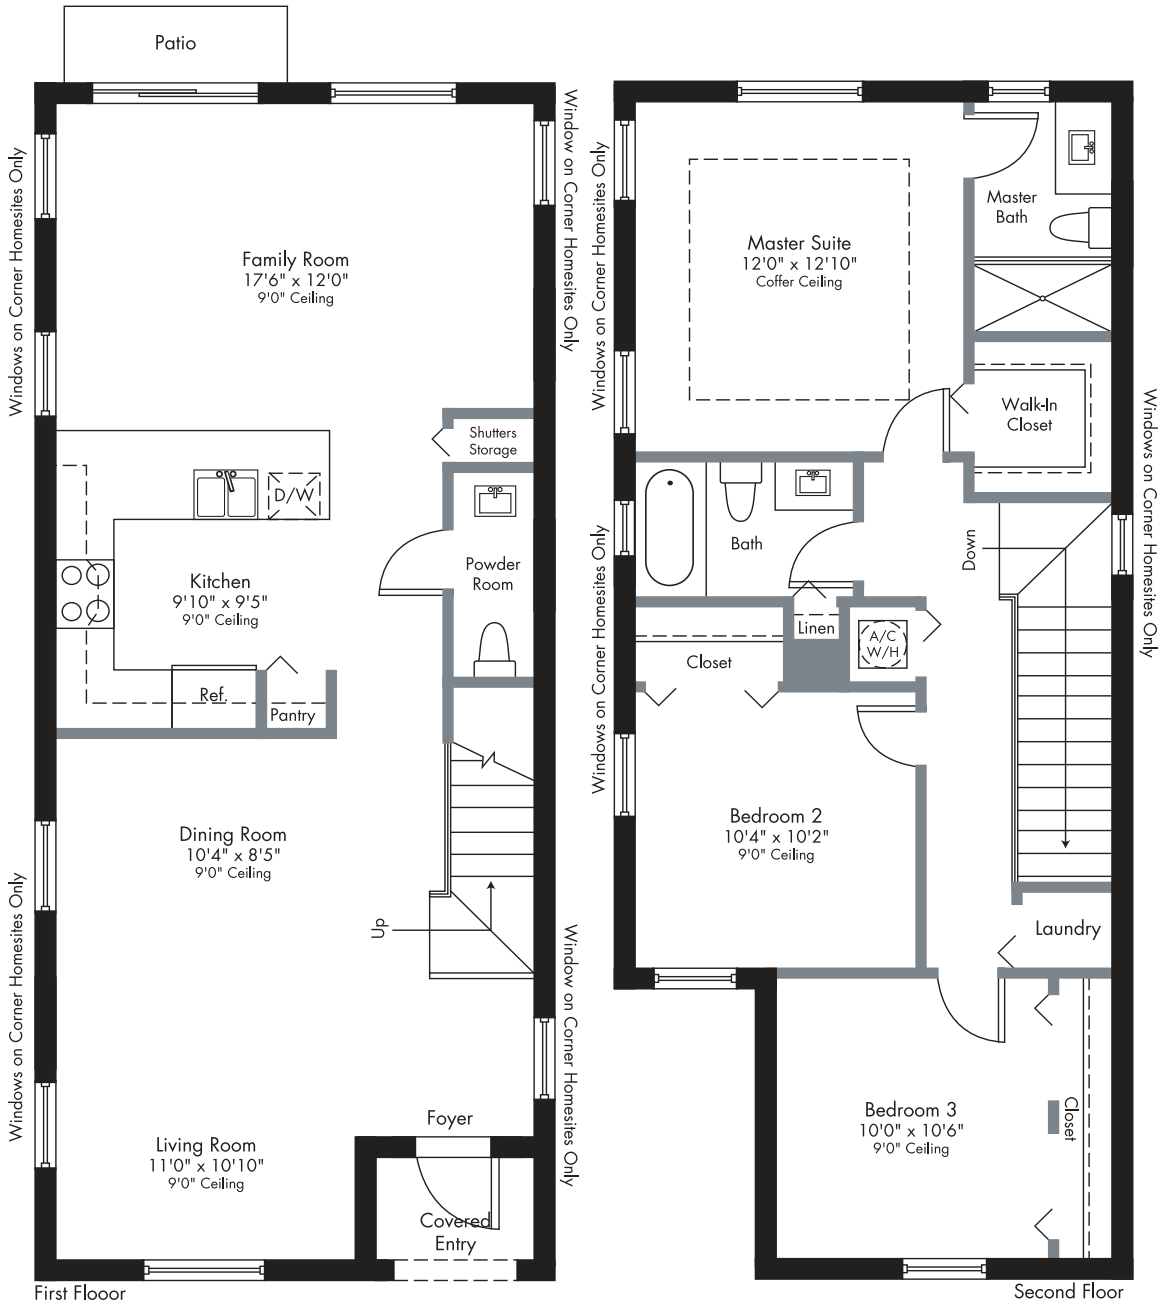 Patio
Windows on Corner Homesites Only
Window on Corner Homesites Only
Family Room
17'6" x 12'0"
9'0" Ceiling
Shutters
Storage
D/W
Powder
Room
Kitchen
9'10" x 9'5"
9'0" Ceiling
Ref.
Pantry
Dining Room
10'4" x 8'5"
9'0" Ceiling
Up
Windows on Corner Homesites Only
Window on Corner Homesites Only
Foyer
Living Room
11'0" x 10'10"
9'0" Ceiling
Covered
Entry
First Flooor
Windows on Corner Homesites Only
Master Suite
12'0" x 12'10"
Coffer Ceiling
Master
Bath
Walk-In
Closet
Windows on Corner Homesites Only
Windows on Corner Homesites Only
Bath
Down
Linen
A/C
W/H
Closet
Bedroom 2
10'4" x 10'2"
9'0" Ceiling
Laundry
Bedroom 3
10'0" x 10'6"
9'0" Ceiling
Closet
Second Floor